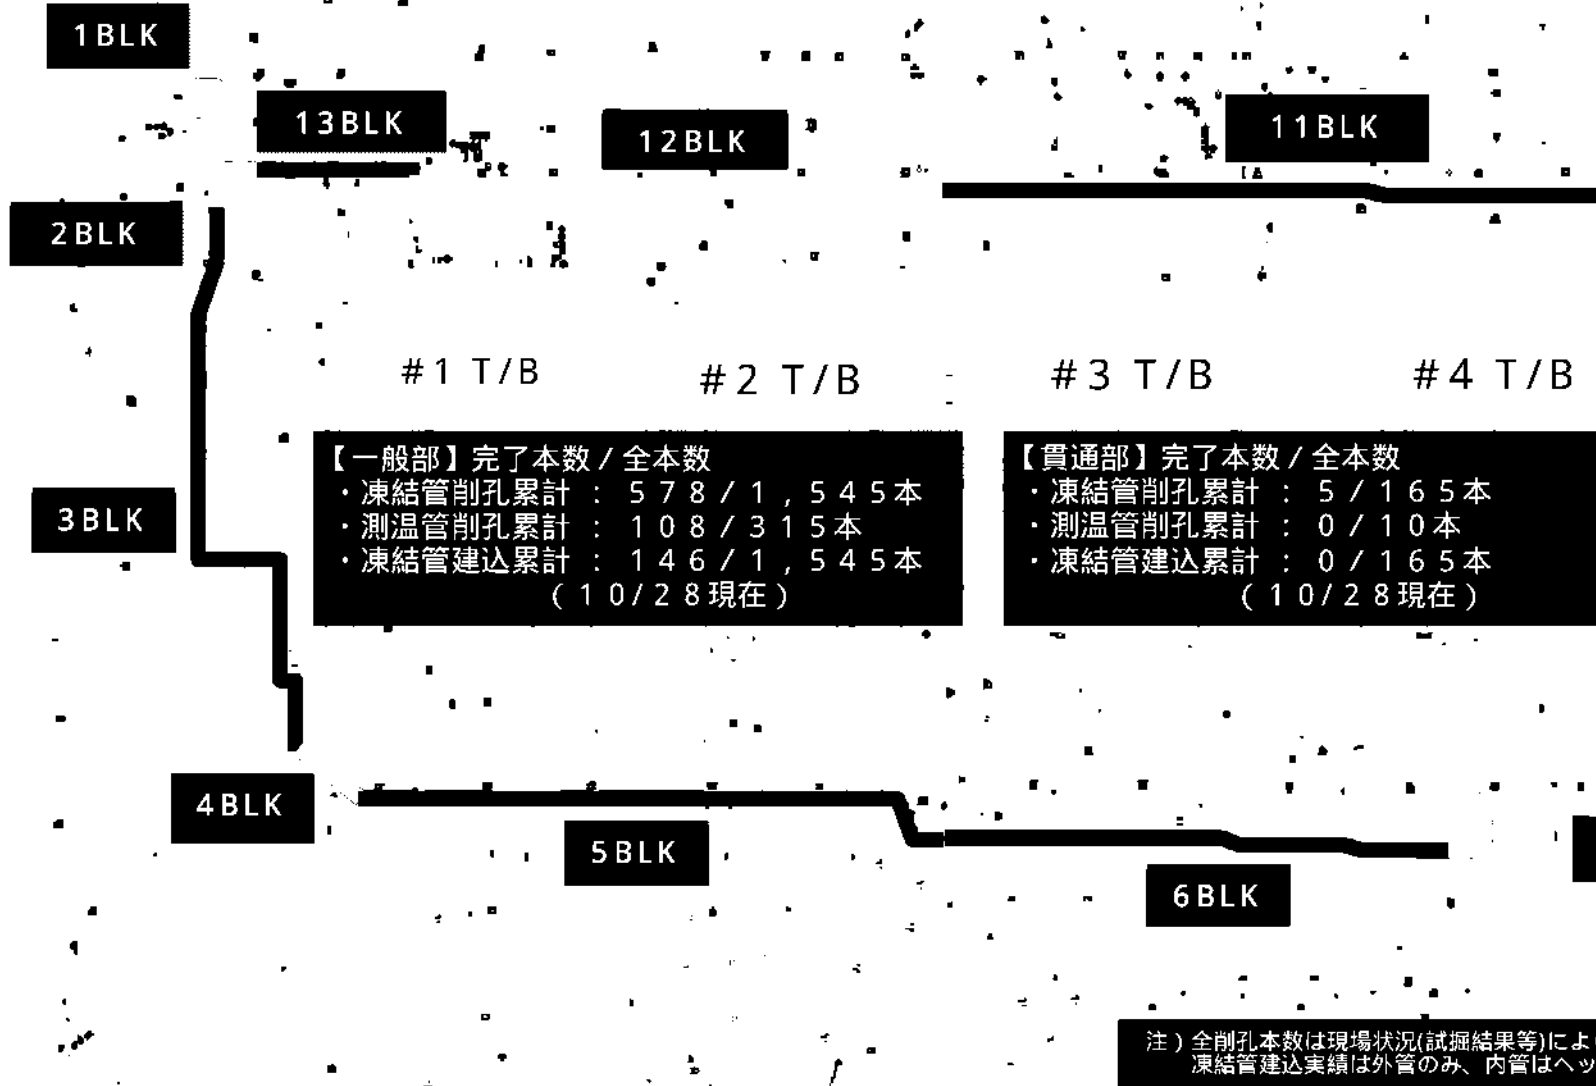 1BLK
13BLK
12BLK
11BLK
2BLK
#1 T/B
#2 T/B
#3 T/B
#4 T/B
【一般部】完了本数/全本数
・凍結管削孔累計 : 578/1,545本
・測温管削孔累計 : 108/315本
・凍結管建込累計 : 146/1,545本
(10/28現在)
【貫通部】完了本数/全本数
・凍結管削孔累計 : 5/165本
・測温管削孔累計 : 0/10本
・凍結管建込累計 : 0/165本
(10/28現在)
3BLK
4BLK
5BLK
6BLK
注)全削孔本数は現場状況(試掘結果等)によ
凍結管建込実績は外管のみ、内管はヘッ